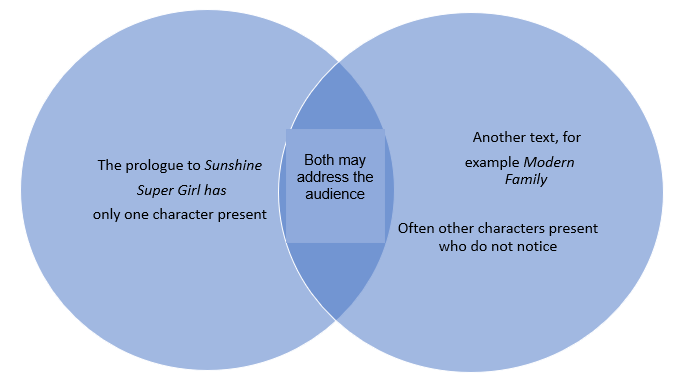 The prologue to Sunshine
Super Girl has
only one character present
Both may
address the
audience
Another text, for
example Modern
Family
Often other characters present
who do not notice